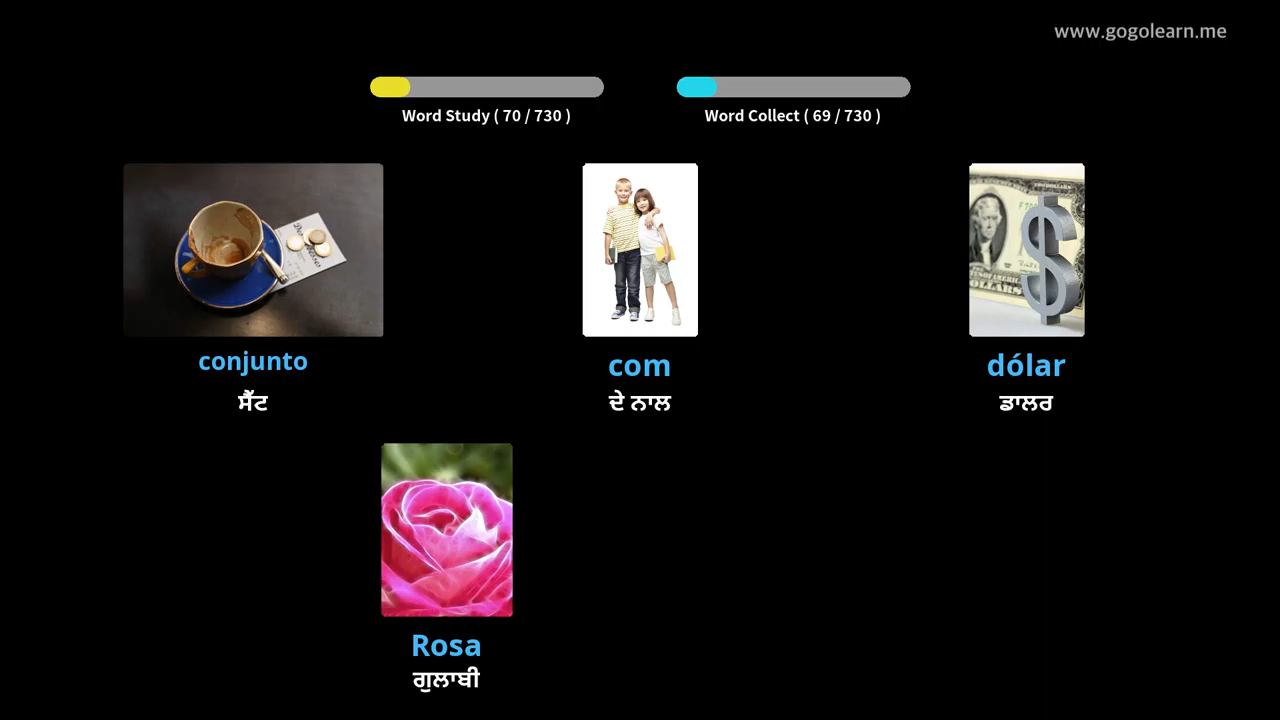 www.gogolearn.me
Word Study ( 70 / 730 )
Word Collect ( 69 / 730 )
conjunto
com
dólar
ਸੈੱਟ
ਦੇ ਨਾਲ
ਡਾਲਰ
Rosa
ਗੁਲਾਬੀ